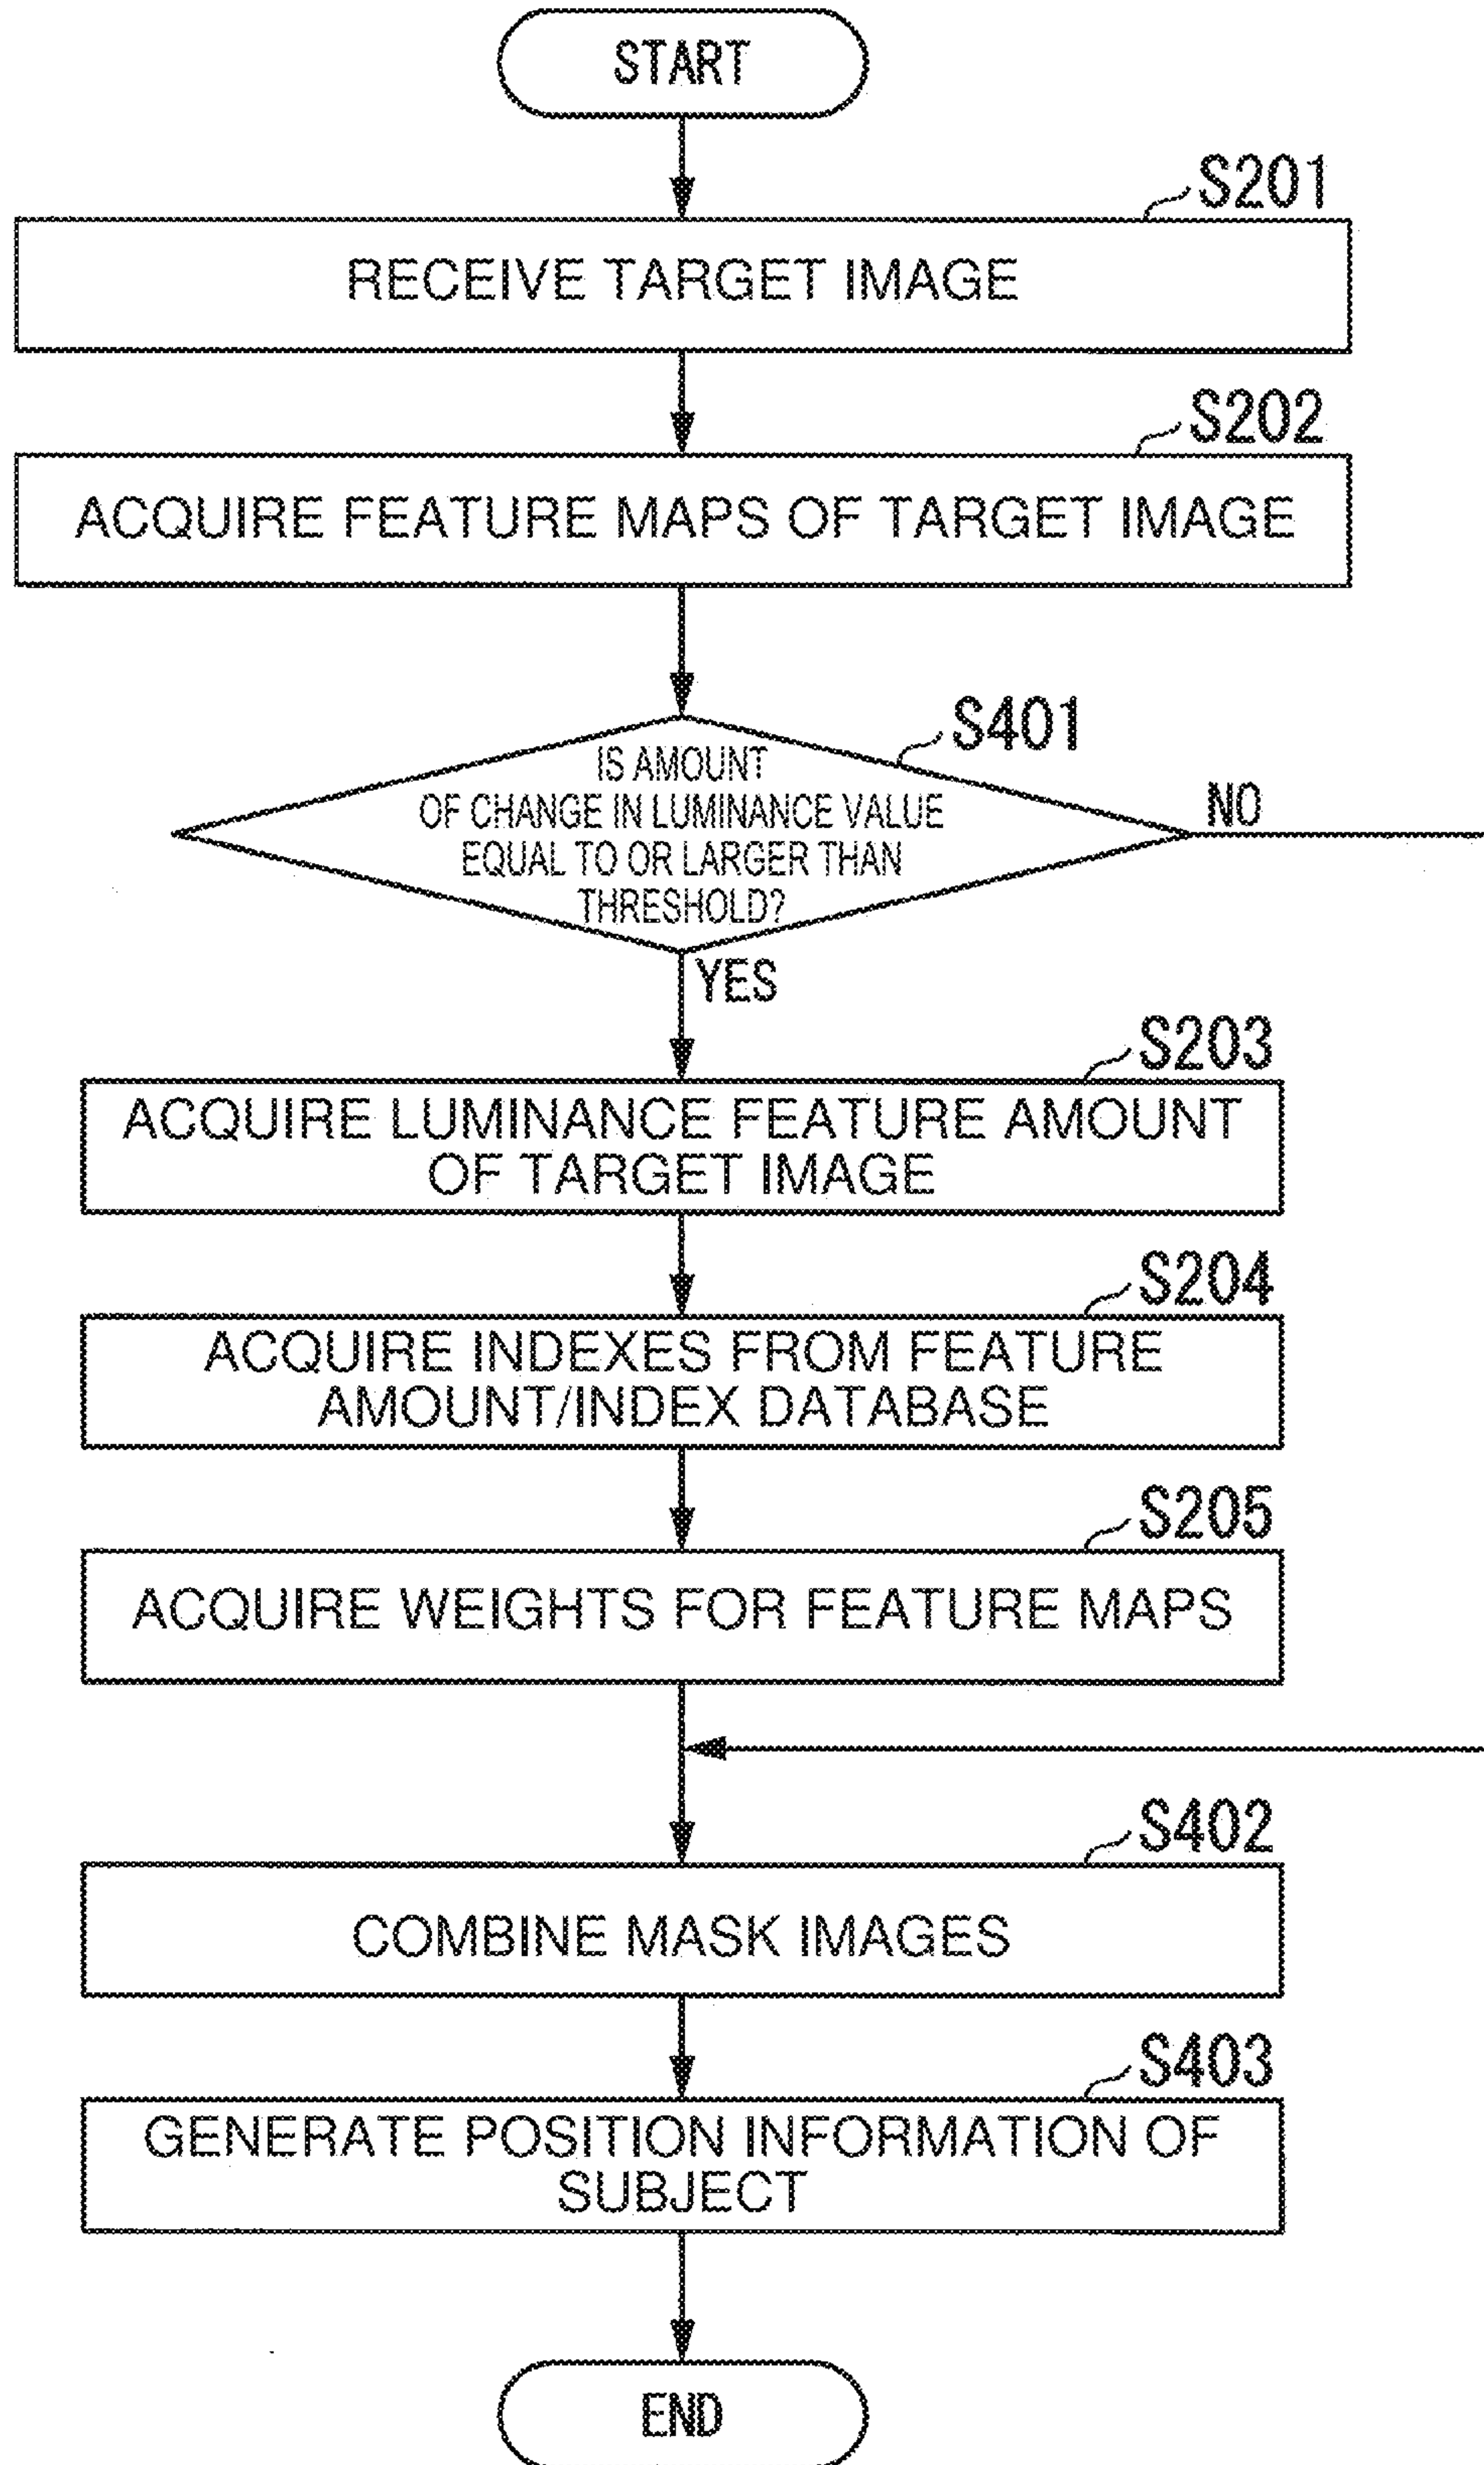 START
S201
RECEIVE TARGET IMAGE
S202
ACQUIRE FEATURE MAPS OF TARGET IMAGE
S401
IS AMOUNT
OF CHANGE IN LUMINANCE VALUE
EQUAL TO OR LARGER THAN
THRESHOLD?
NO
YES
S203
ACQUIRE LUMINANCE FEATURE AMOUNT
OF TARGET IMAGE
S204
ACQUIRE INDEXES FROM FEATURE
AMOUNT/INDEX DATABASE
S205
ACQUIRE WEIGHTS FOR FEATURE MAPS
S402
COMBINE MASK IMAGES
S403
GENERATE POSITION INFORMATION OF
SUBJECT
END